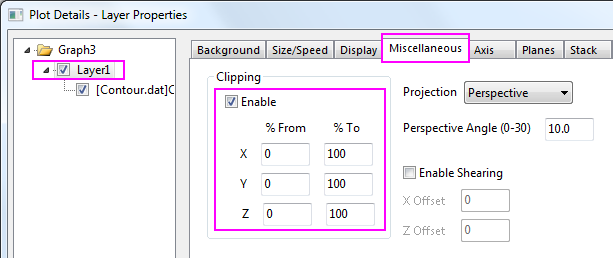 Plot Details - Layer Properties
Graph3
Layer1
[Contour.dat]C
Background Size/Speed Display Miscellaneous Axis Planes Stack
Clipping
Enable
% From % To
X 0 100
Y 0 100
Z 0 100
Projection Perspective
Perspective Angle (0-30) 10.0
Enable Shearing
X Offset 0
Z Offset 0